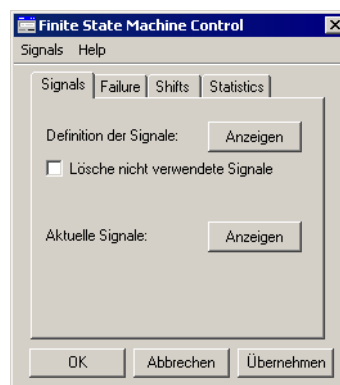 Finite State Machine Control
Signals Help
Signals Failure Shifts Statistics
Definition der Signale: Anzeigen
Lösche nicht verwendete Signale
Aktuelle Signale: Anzeigen
OK Abbrechen Übernehmen